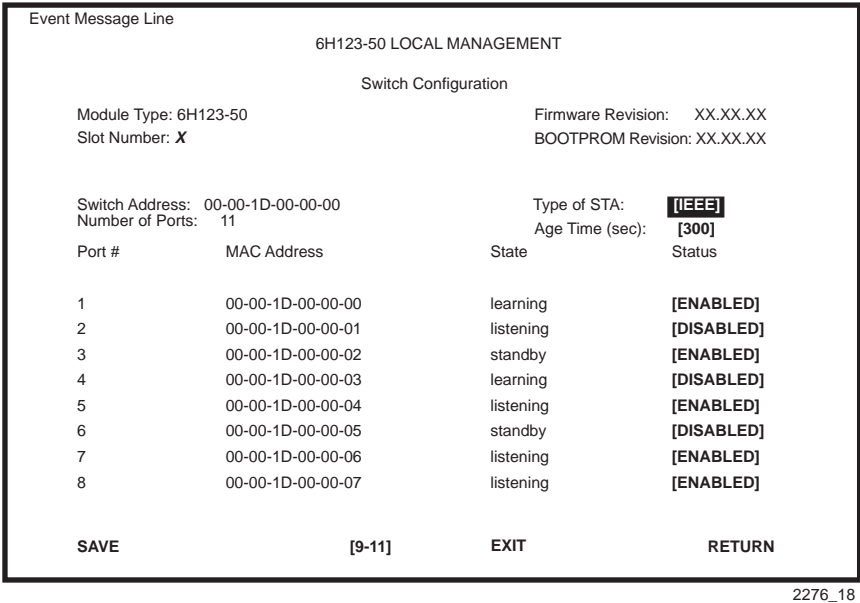 Event Message Line
6H123-50 LOCAL MANAGEMENT
Switch Configuration
Module Type: 6H123-50 Firmware Revision: XX.XX.XX
Slot Number: X BOOTPROM Revision: XX.XX.XX
Switch Address: 00-00-1D-00-00-00 Type of STA: [IEEE]
Number of Ports: 11 Age Time (sec): [300]
Port # MAC Address State Status
1 00-00-1D-00-00-00 learning [ENABLED]
2 00-00-1D-00-00-01 listening [DISABLED]
3 00-00-1D-00-00-02 standby [ENABLED]
4 00-00-1D-00-00-03 learning [DISABLED]
5 00-00-1D-00-00-04 listening [ENABLED]
6 00-00-1D-00-00-05 standby [DISABLED]
7 00-00-1D-00-00-06 listening [ENABLED]
8 00-00-1D-00-00-07 listening [ENABLED]
SAVE [9-11] EXIT RETURN
2276_18